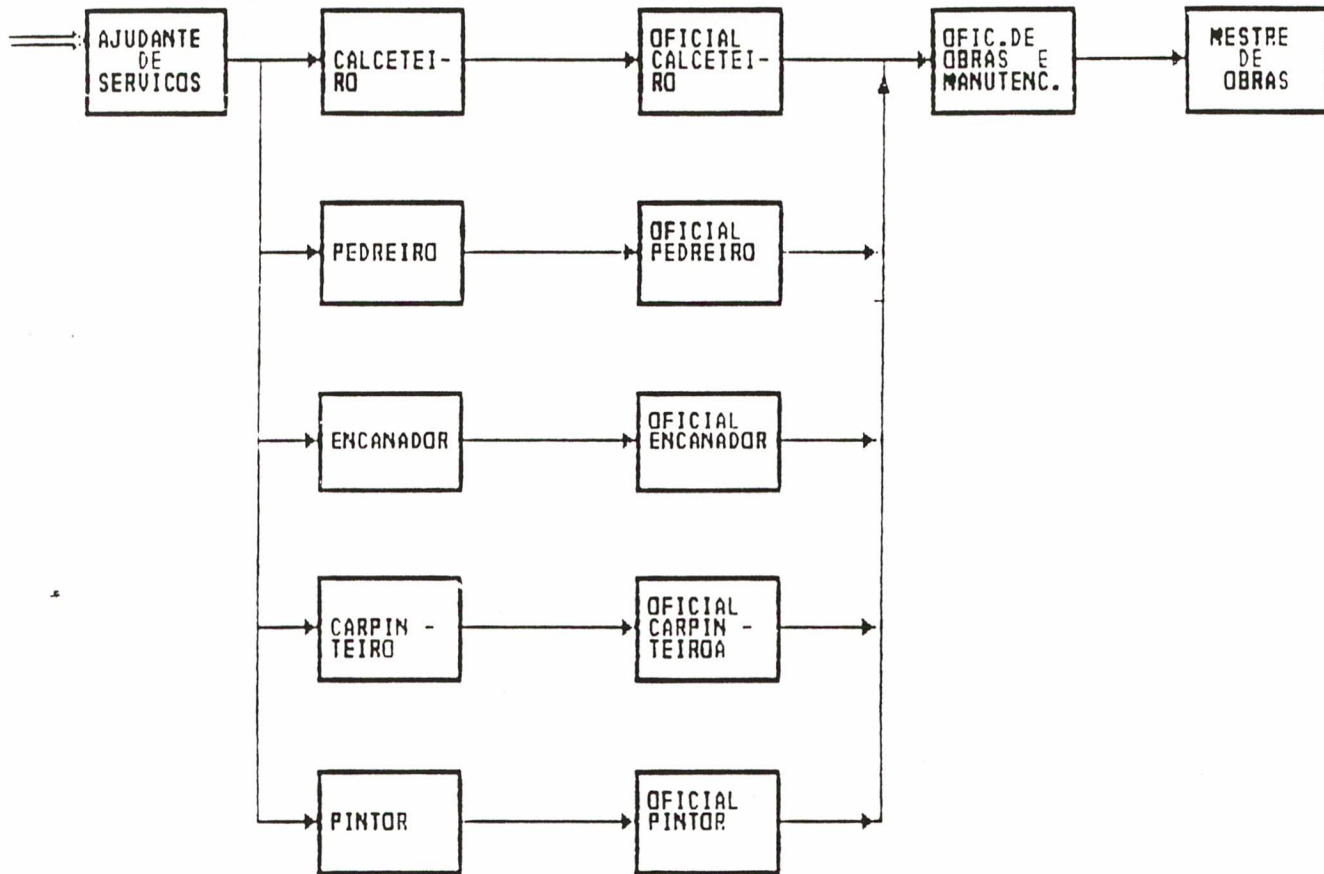 AJUDANTE
DE
SERVICOS
CALCETEI-
RO
OFICIAL
CALCETEI-
RO
OFIC.DE
OBRAS E
MANUTENC.
MESTRE
DE
OBRAS
PEDREIRO
OFICIAL
PEDREIRO
ENCANADOR
OFICIAL
ENCANADOR
CARPIN -
TEIRO
OFICIAL
CARPIN -
TEIROA
PINTOR
OFICIAL
PINTOR